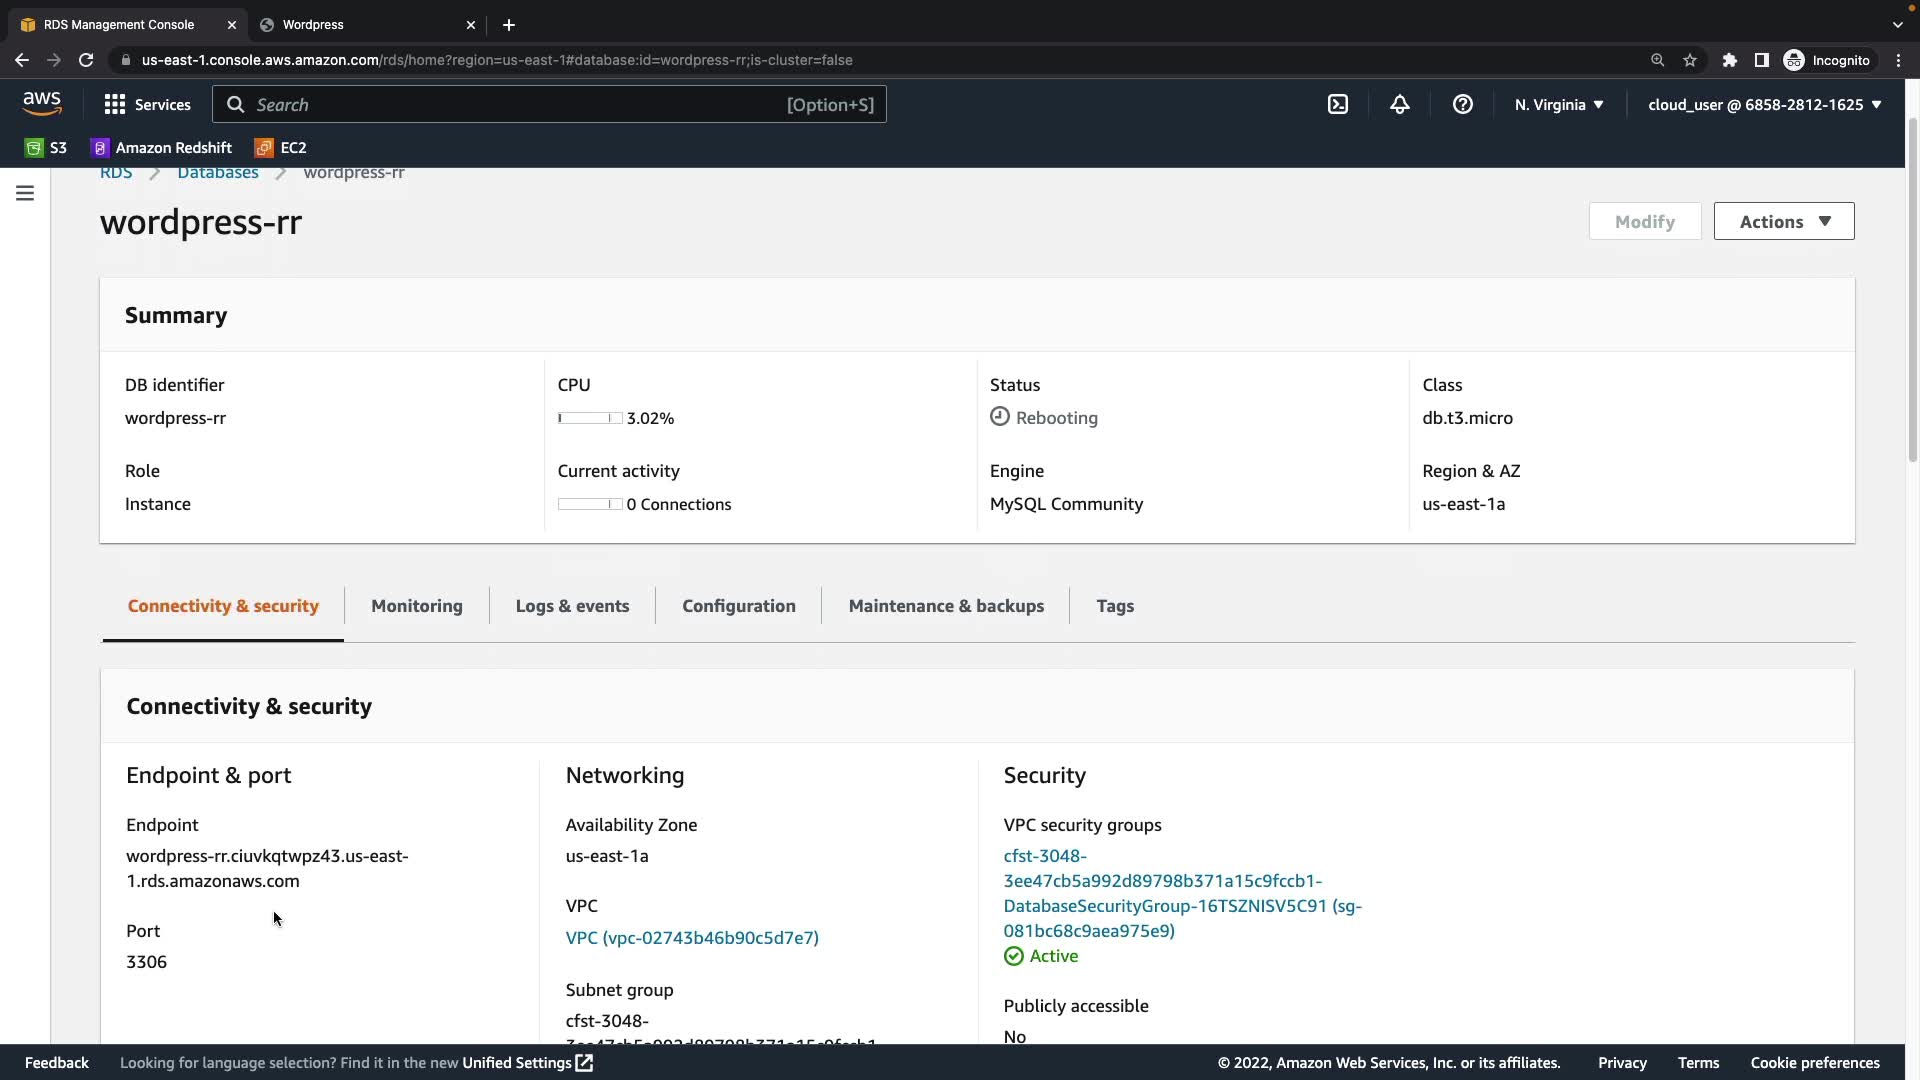 RDS Management Console
Wordpress
us-east-1.console.aws.amazon.com/rds/home?region=us-east-1#database:id=wordpress-rr;is-cluster=false
Incognito
aws
Services
Search
[Option+S]
N. Virginia
cloud_user @ 6858-2812-1625
S3
Amazon Redshift
EC2
RDS
Databases
wordpress-rr
wordpress-rr
Modify
Actions
Summary
DB identifier
wordpress-rr
CPU
3.02%
Status
Rebooting
Class
db.t3.micro
Role
Instance
Current activity
0 Connections
Engine
MySQL Community
Region & AZ
us-east-1a
Connectivity & security
Monitoring
Logs & events
Configuration
Maintenance & backups
Tags
Connectivity & security
Endpoint & port
Endpoint
wordpress-rr.ciuvkqtwpz43.us-east-
1.rds.amazonaws.com
Port
3306
Networking
Availability Zone
us-east-1a
VPC
VPC (vpc-02743b46b90c5d7e7)
Subnet group
cfst-3048-
Security
VPC security groups
cfst-3048-
3ee47cb5a992d89798b371a15c9fccb1-
DatabaseSecurityGroup-16TSZNISV5C91 (sg-
081bc68c9aea975e9)
Active
Publicly accessible
No
Feedback
Looking for language selection? Find it in the new Unified Settings
© 2022, Amazon Web Services, Inc. or its affiliates.
Privacy
Terms
Cookie preferences